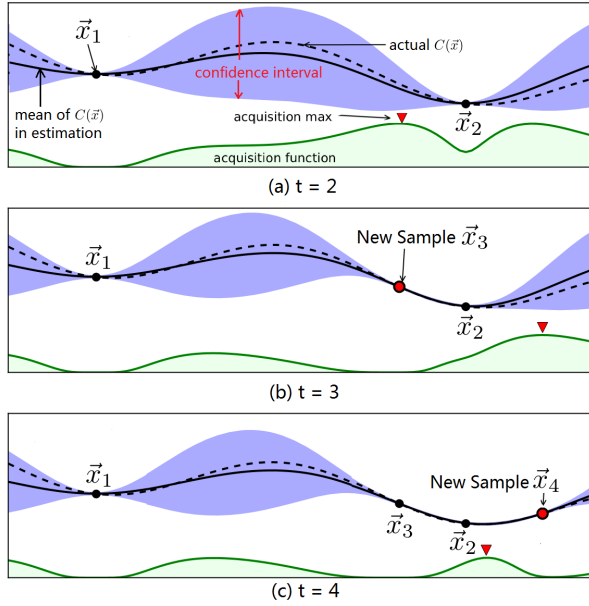 x⃗₁
actual C(x⃗)
confidence interval
mean of C(x⃗)
in estimation
acquisition max
x⃗₂
acquisition function
(a) t = 2
New Sample x⃗₃
x⃗₁
x⃗₂
(b) t = 3
x⃗₁
New Sample x⃗₄
x⃗₃
x⃗₂
(c) t = 4